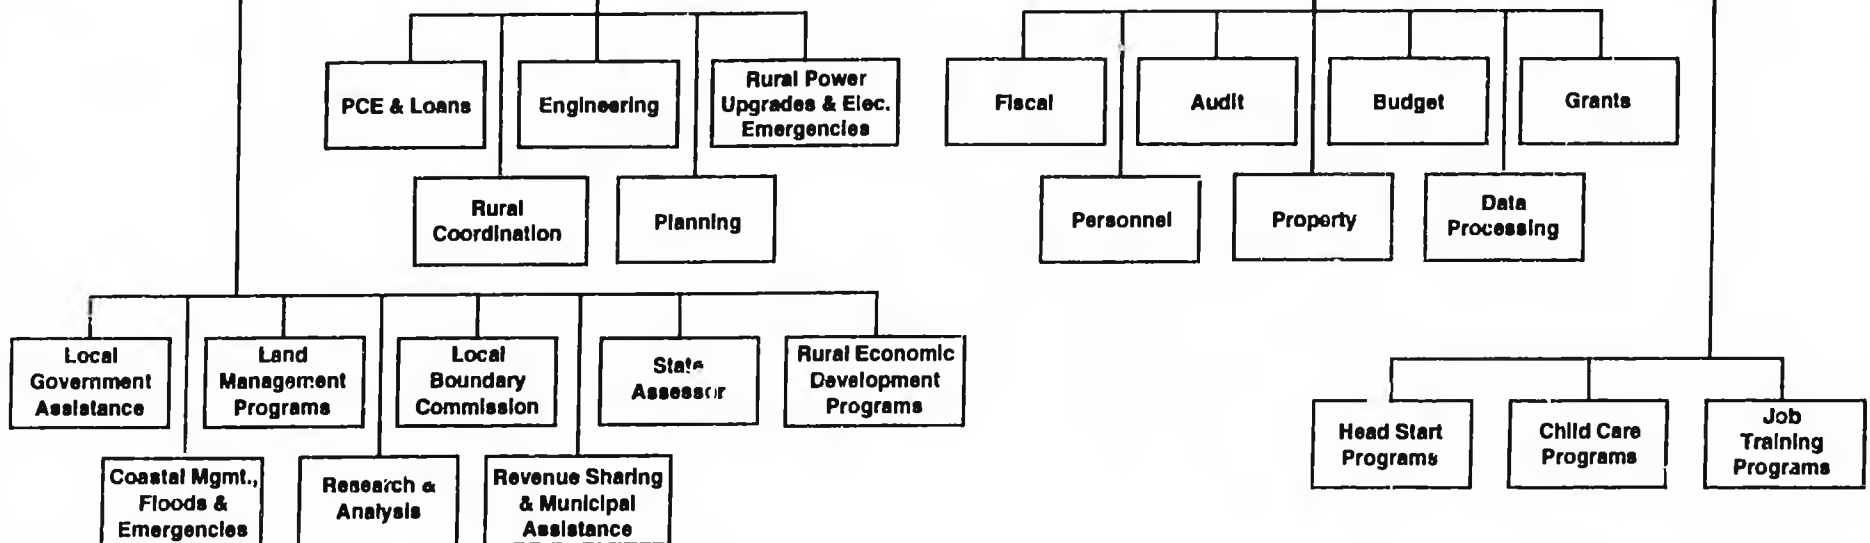 PCE & Loans
Engineering
Rural Power
Upgrades & Elec.
Emergencies
Rural
Coordination
Planning
Fiscal
Audit
Budget
Grants
Personnel
Property
Data
Processing
Local
Government
Assistance
Land
Management
Programs
Local
Boundary
Commission
State
Assessor
Rural Economic
Development
Programs
Coastal Mgmt.,
Floods &
Emergencies
Research &
Analysis
Revenue Sharing
& Municipal
Assistance
Head Start
Programs
Child Care
Programs
Job
Training
Programs